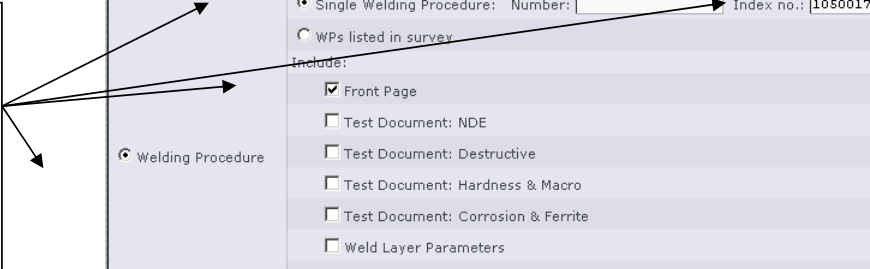 Single Welding Procedure: Number: Index no.: 1050017
WPs listed in survey
Include:
Front Page
Test Document: NDE
Test Document: Destructive
Welding Procedure
Test Document: Hardness & Macro
Test Document: Corrosion & Ferrite
Weld Layer Parameters